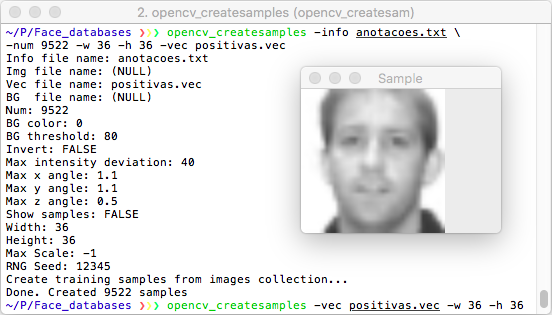 2. opencv_createsamples (opencv_createsam)
~/P/Face_databases ❯❯❯ opencv_createsamples -info anotacoes.txt \
-num 9522 -w 36 -h 36 -vec positivas.vec
Info file name: anotacoes.txt
Img file name: (NULL)
Vec file name: positivas.vec
BG  file name: (NULL)
Num: 9522
BG color: 0
BG threshold: 80
Invert: FALSE
Max intensity deviation: 40
Max x angle: 1.1
Max y angle: 1.1
Max z angle: 0.5
Show samples: FALSE
Width: 36
Height: 36
Max Scale: -1
RNG Seed: 12345
Create training samples from images collection...
Done. Created 9522 samples
~/P/Face_databases ❯❯❯ opencv_createsamples -vec positivas.vec -w 36 -h 36
Sample